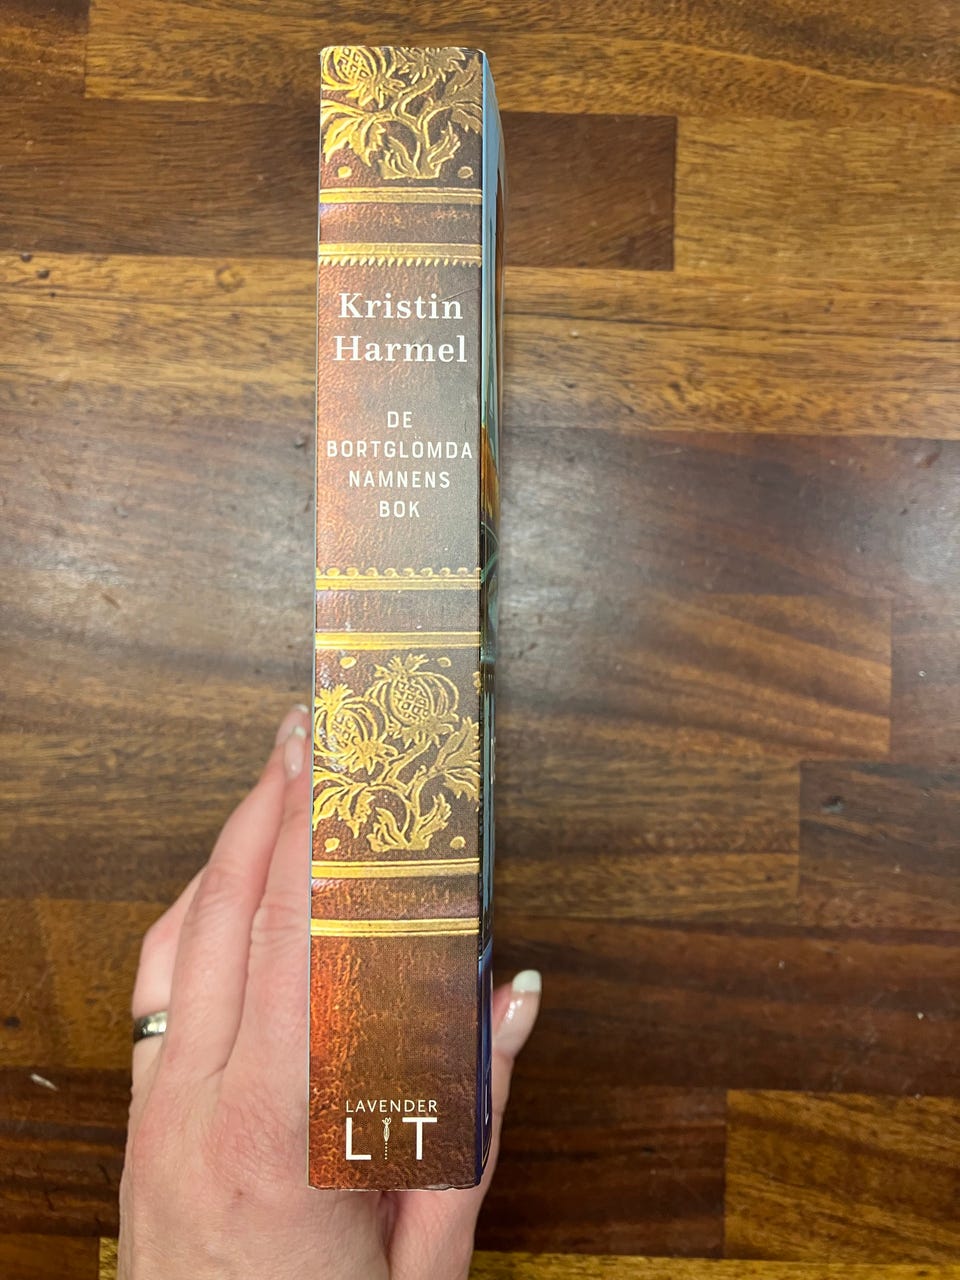 Kristin
Harmel
DE
BORTGLÖMDA
NAMNENS
BOK
LAVENDER
LIT